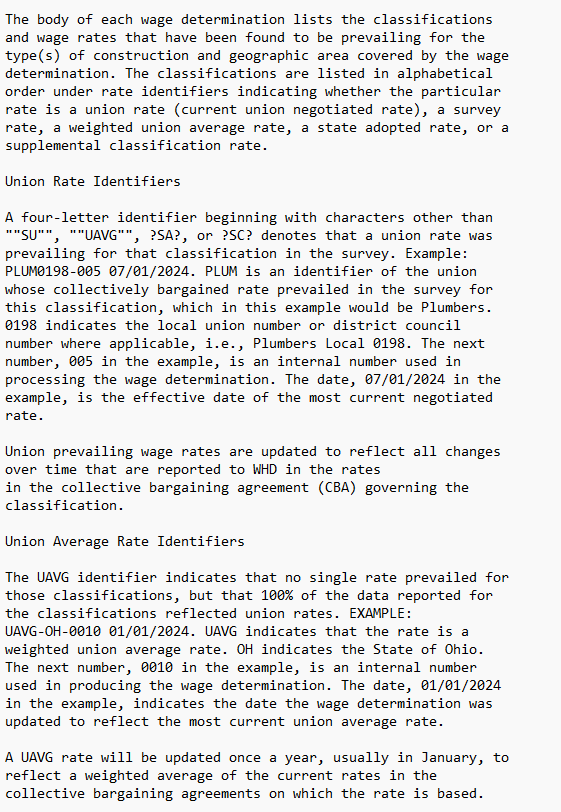 The body of each wage determination lists the classifications
and wage rates that have been found to be prevailing for the
type(s) of construction and geographic area covered by the wage
determination. The classifications are listed in alphabetical
order under rate identifiers indicating whether the particular
rate is a union rate (current union negotiated rate), a survey
rate, a weighted union average rate, a state adopted rate, or a
supplemental classification rate.

Union Rate Identifiers

A four-letter identifier beginning with characters other than
""SU"", ""UAVG"", ?SA?, or ?SC? denotes that a union rate was
prevailing for that classification in the survey. Example:
PLUM0198-005 07/01/2024. PLUM is an identifier of the union
whose collectively bargained rate prevailed in the survey for
this classification, which in this example would be Plumbers.
0198 indicates the local union number or district council
number where applicable, i.e., Plumbers Local 0198. The next
number, 005 in the example, is an internal number used in
processing the wage determination. The date, 07/01/2024 in the
example, is the effective date of the most current negotiated
rate.

Union prevailing wage rates are updated to reflect all changes
over time that are reported to WHD in the rates
in the collective bargaining agreement (CBA) governing the
classification.

Union Average Rate Identifiers

The UAVG identifier indicates that no single rate prevailed for
those classifications, but that 100% of the data reported for
the classifications reflected union rates. EXAMPLE:
UAVG-OH-0010 01/01/2024. UAVG indicates that the rate is a
weighted union average rate. OH indicates the State of Ohio.
The next number, 0010 in the example, is an internal number
used in producing the wage determination. The date, 01/01/2024
in the example, indicates the date the wage determination was
updated to reflect the most current union average rate.

A UAVG rate will be updated once a year, usually in January, to
reflect a weighted average of the current rates in the
collective bargaining agreements on which the rate is based.